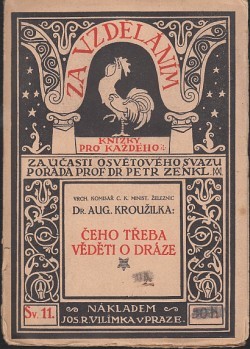 ZA VZDĚLÁNÍM
KNÍŽKY
PRO KAŽDÉHO
ZA ÚČASTI OSVĚTOVÉHO SVAZU
POŘÁDÁ PROF DR PETR ZENKL
VRCH. KOMISAŘ C. K. MINIST. ŽELEZNIC
DR. AUG. KROUŽILKA:
ČEHO TŘEBA
VĚDĚTI O DRÁZE
Sv. 11.
NÁKLADEM
JOS. R. VILÍMKA V PRAZE.